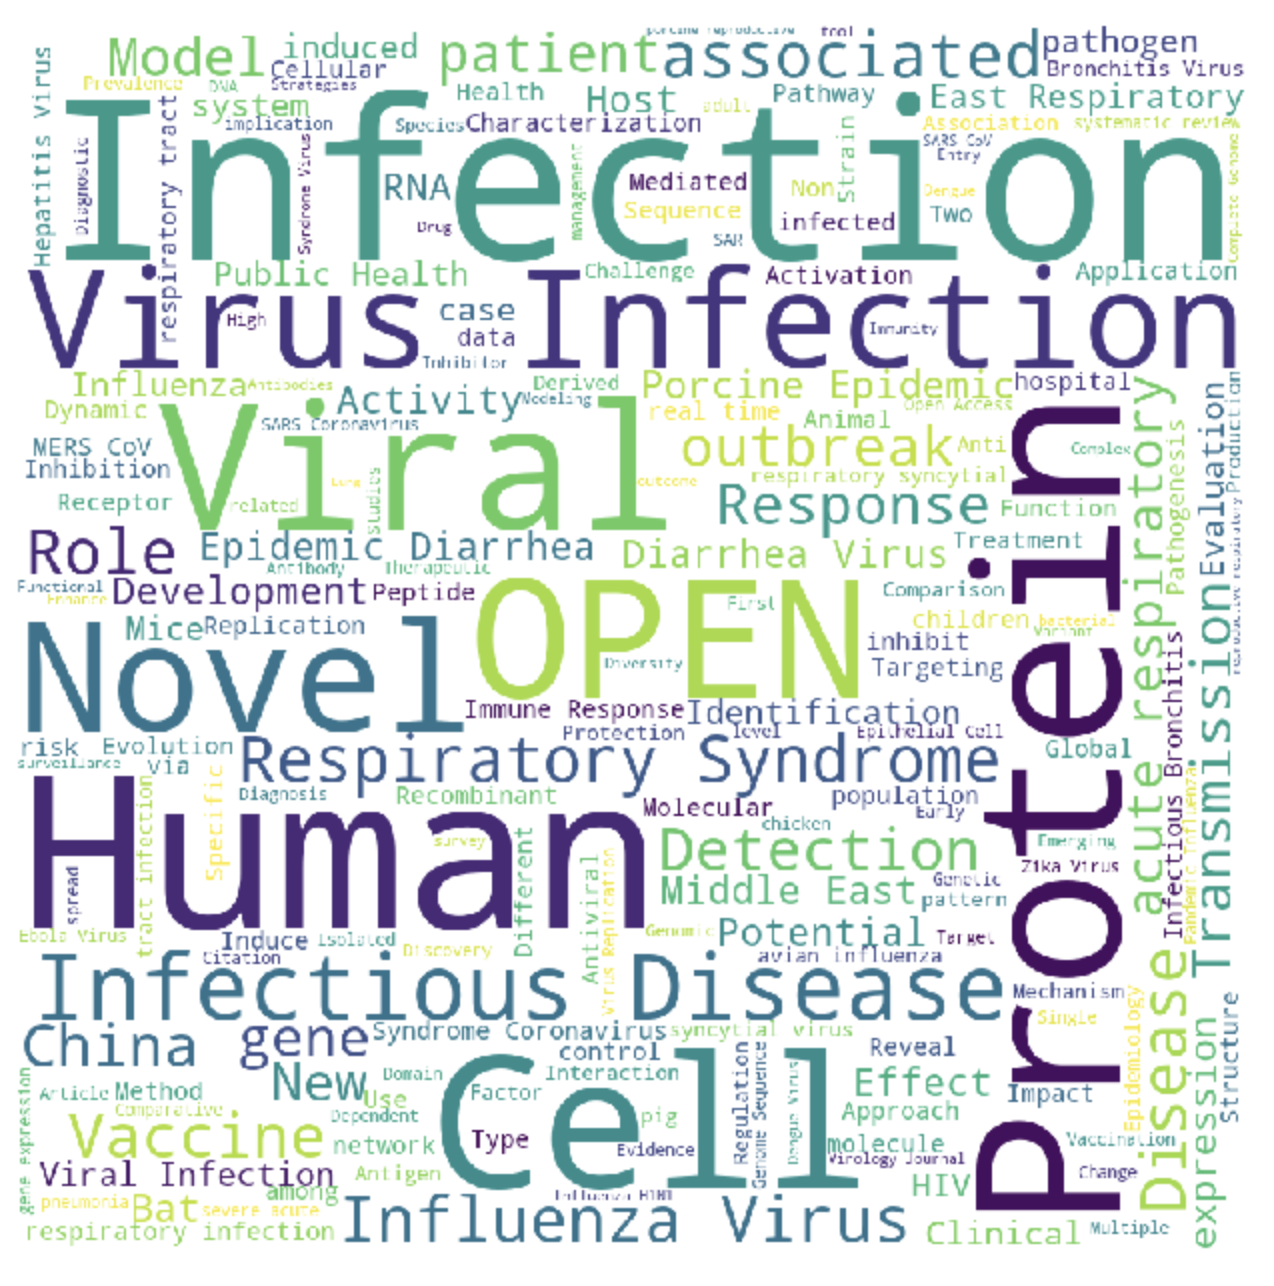 porcine reproductive
tool
Model
induced
patient
associated
pathogen
Cellular
Bronchitis Virus
Prevalence
DNA
Strategies
Hepatitis Virus
system
Health
Host
adult
Pathway
East Respiratory
implication
Species
Characterization
Association
systematic review
Infection
Diagnostic
respiratory tract
Syndrome Virus
RNA
Drug
management
Mediated
Sequence
SAR
Non
Strain
infected
SARS CoV
Entry
Dengue
Two
Complete Genome
Public Health
Challenge
Activation
Application
Virus Infection
High
case
data
Inhibitor
Immunity
Influenza
Antibodies
Derived
Porcine Epidemic
hospital
Dynamic
Activity
Modeling
real time
Animal
Open Access
SARS Coronavirus
Viral
MERS CoV
outbreak
Anti
Complex
Inhibition
Lung
outcome
respiratory syncytial
Receptor
related
Studies
Response
Function
Role
Epidemic Diarrhea
Diarrhea Virus
Treatment
Antibody
Therapeutic
Functional
Enhance
Development
Peptide
OPEN
First
Comparison
Protein
acute respiratory
Pathogenesis
Evaluation
Production
reproductive respiratory
Mice
Replication
children
bacterial
Variant
Novel
Diversity
inhibit
Targeting
Immune Response
Identification
Protection
level
Epithelial Cell
risk
Evolution
surveillance
via
Respiratory Syndrome
Global
Infectious Bronchitis
Transmission
Diagnosis
Recombinant
Molecular
population
Early
Specific
tract infection
Human
chicken
survey
Different
Detection
Emerging
Zika Virus
Pandemic Influenza
spread
Antiviral
Virus Replication
Middle East
Genetic
pattern
Ebola Virus
Induce
Isolated
Genomic
Potential
Target
Citation
Discovery
avian influenza
Infectious Disease
Mechanism
Single
Epidemiology
Disease
Structure
China
gene
Syndrome Coronavirus
syncytial virus
control
Reveal
New
Domain
Interaction
Cell
Factor
Regulation
Genome Sequence
Dengue Virus
Effect
Impact
expression
gene expression
Article
Method
Use
Comparative
Dependent
pig
Approach
Vaccine
network
Type
Evidence
molecule
Vaccination
Virology Journal
Viral Infection
Antigen
Change
among
HIV
pneumonia
Bat
severe acute
Influenza H1N1
respiratory infection
Influenza Virus
Clinical
Multiple